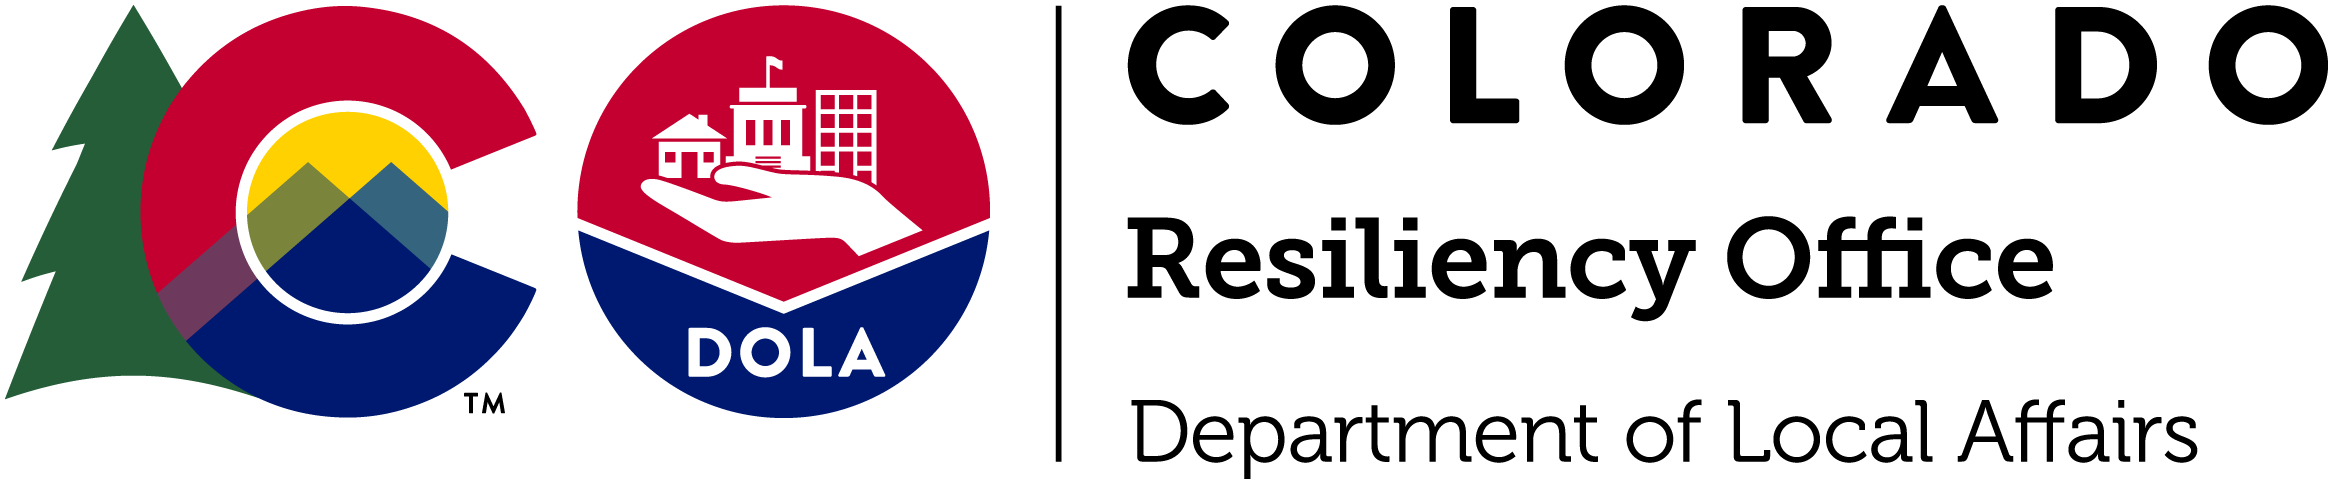 TM
DOLA
COLORADO
Resiliency Office
Department of Local Affairs